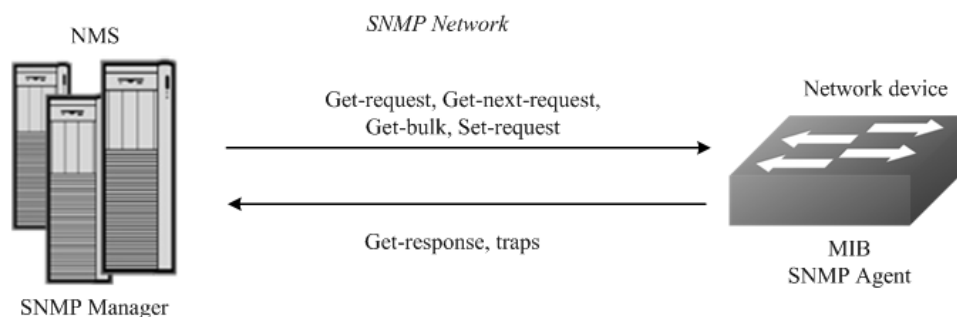 SNMP Network
NMS
Get-request, Get-next-request,
Get-bulk, Set-request
Network device
Get-response, traps
MIB
SNMP Agent
SNMP Manager